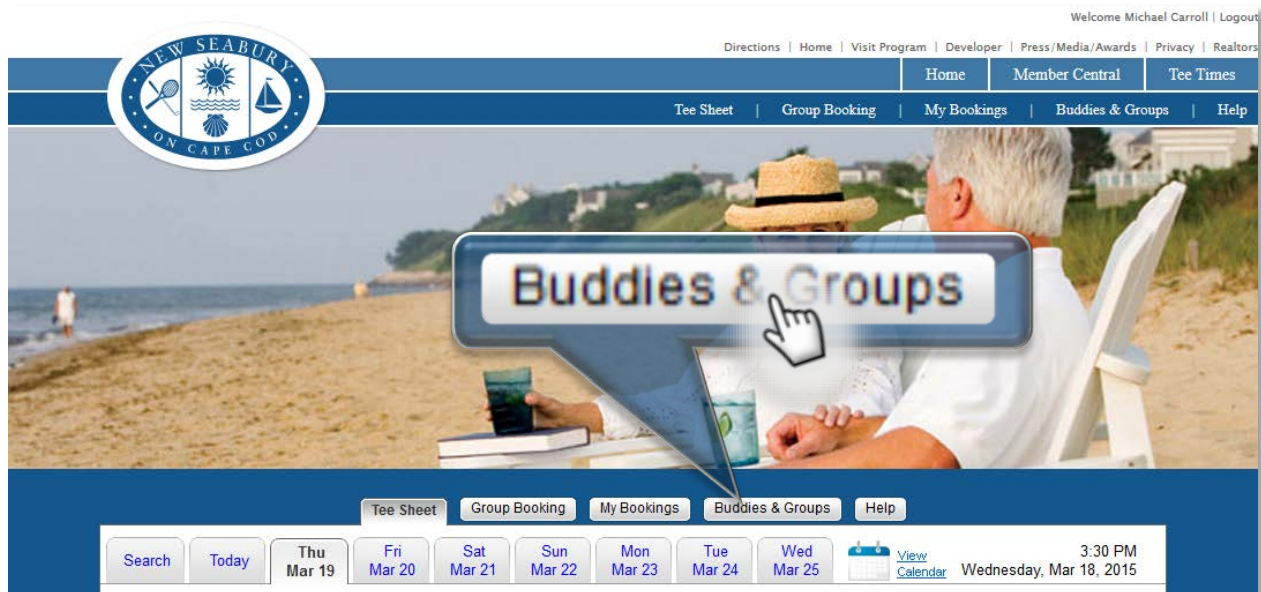 Welcome Michael Carroll | Logout
Directions | Home | Visit Program | Developer | Press/Media/Awards | Privacy | Realtors
NEW SEABURY
ON CAPE COD
Home Member Central Tee Times
Tee Sheet | Group Booking | My Bookings | Buddies & Groups | Help
Buddies & Groups
Tee Sheet Group Booking My Bookings Buddies & Groups Help
Search Today Thu Mar 19 Fri Mar 20 Sat Mar 21 Sun Mar 22 Mon Mar 23 Tue Mar 24 Wed Mar 25 View Calendar
3:30 PM
Wednesday, Mar 18, 2015